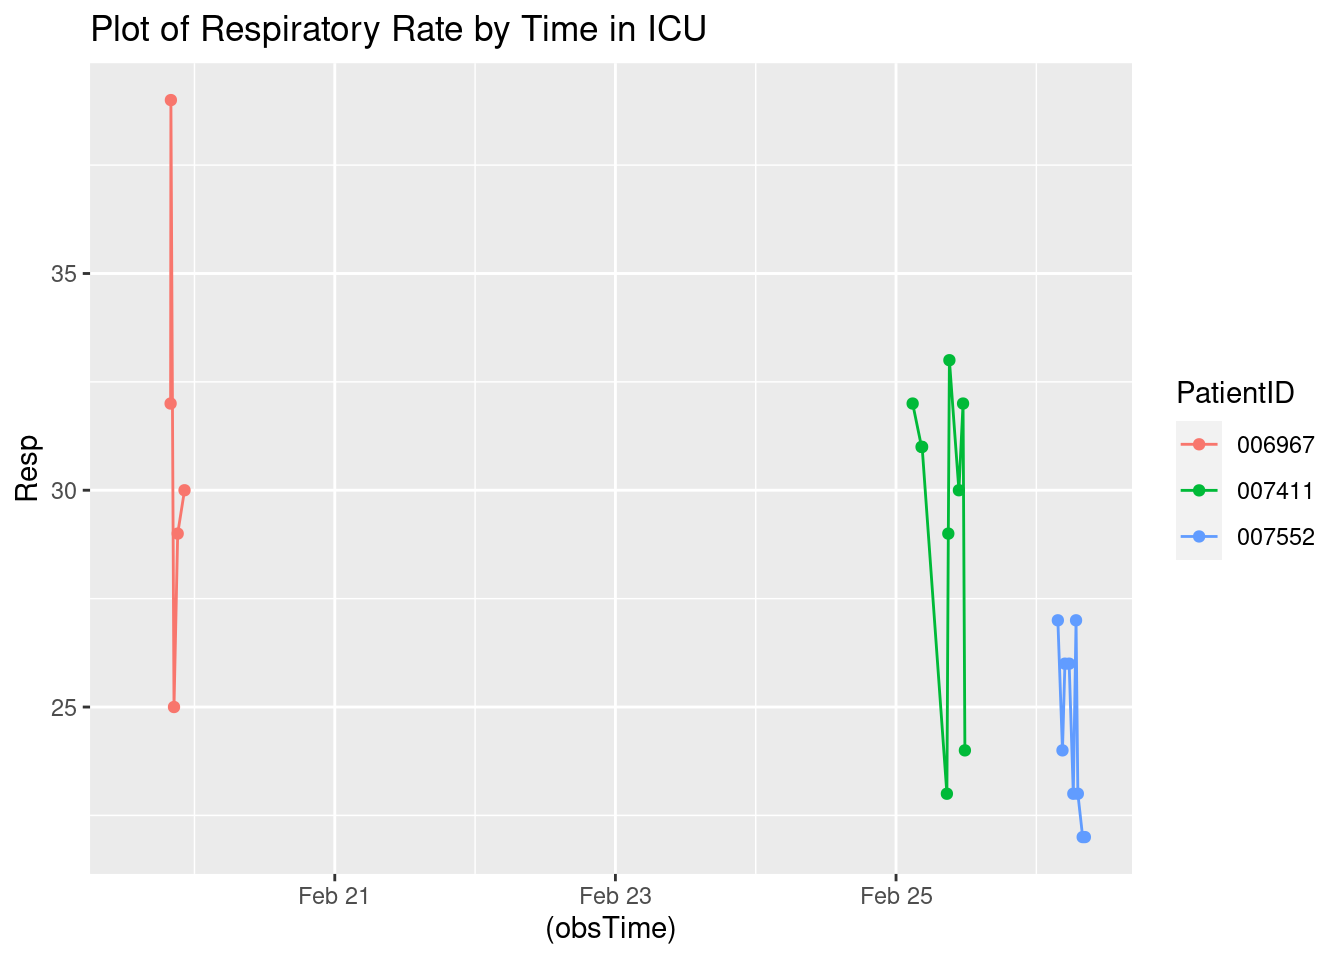 Plot of Respiratory Rate by Time in ICU
35
30
25
Resp
Feb 21
Feb 23
Feb 25
(obsTime)
PatientID
006967
007411
007552